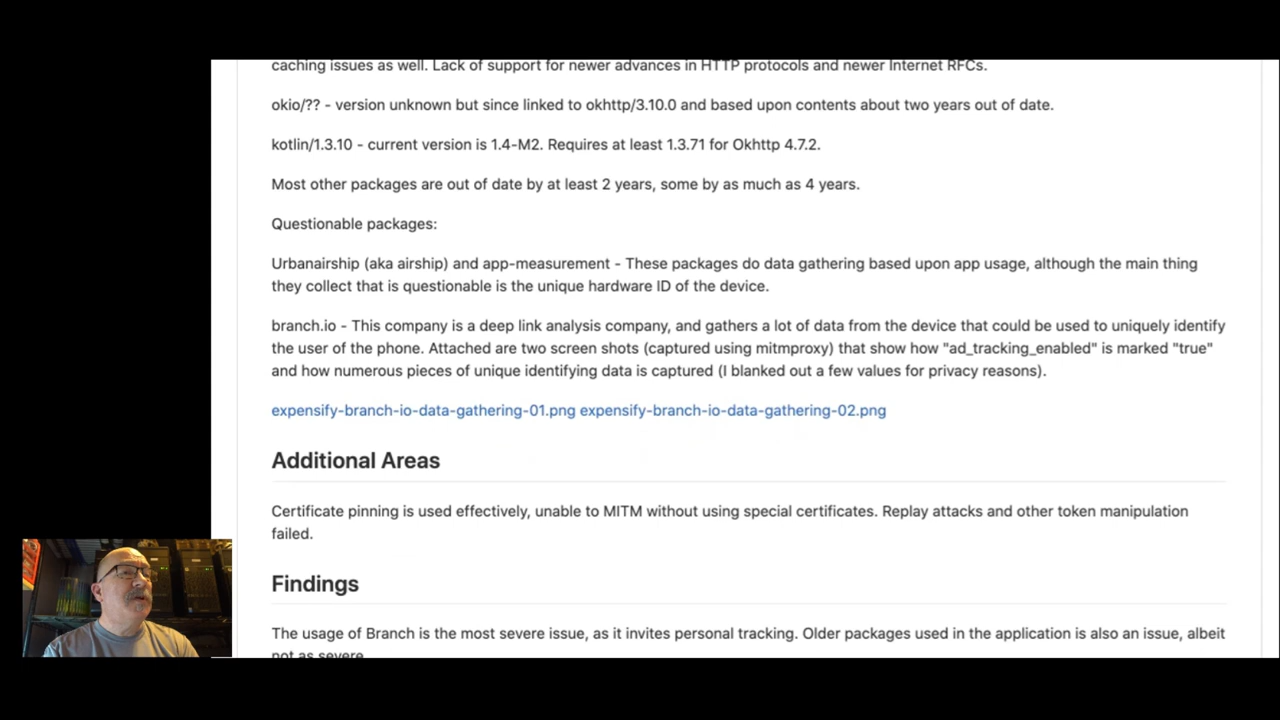 caching issues as well. Lack of support for newer advances in HTTP protocols and newer Internet RFCs.
okio/?? - version unknown but since linked to okhttp/3.10.0 and based upon contents about two years out of date.
kotlin/1.3.10 - current version is 1.4-M2. Requires at least 1.3.71 for Okhttp 4.7.2.
Most other packages are out of date by at least 2 years, some by as much as 4 years.
Questionable packages:
Urbanairship (aka airship) and app-measurement - These packages do data gathering based upon app usage, although the main thing
they collect that is questionable is the unique hardware ID of the device.
branch.io - This company is a deep link analysis company, and gathers a lot of data from the device that could be used to uniquely identify
the user of the phone. Attached are two screen shots (captured using mitmproxy) that show how "ad_tracking_enabled" is marked "true"
and how numerous pieces of unique identifying data is captured (I blanked out a few values for privacy reasons).
expensify-branch-io-data-gathering-01.png expensify-branch-io-data-gathering-02.png
Additional Areas
Certificate pinning is used effectively, unable to MITM without using special certificates. Replay attacks and other token manipulation
failed.
Findings
The usage of Branch is the most severe issue, as it invites personal tracking. Older packages used in the application is also an issue, albeit
not as severe.